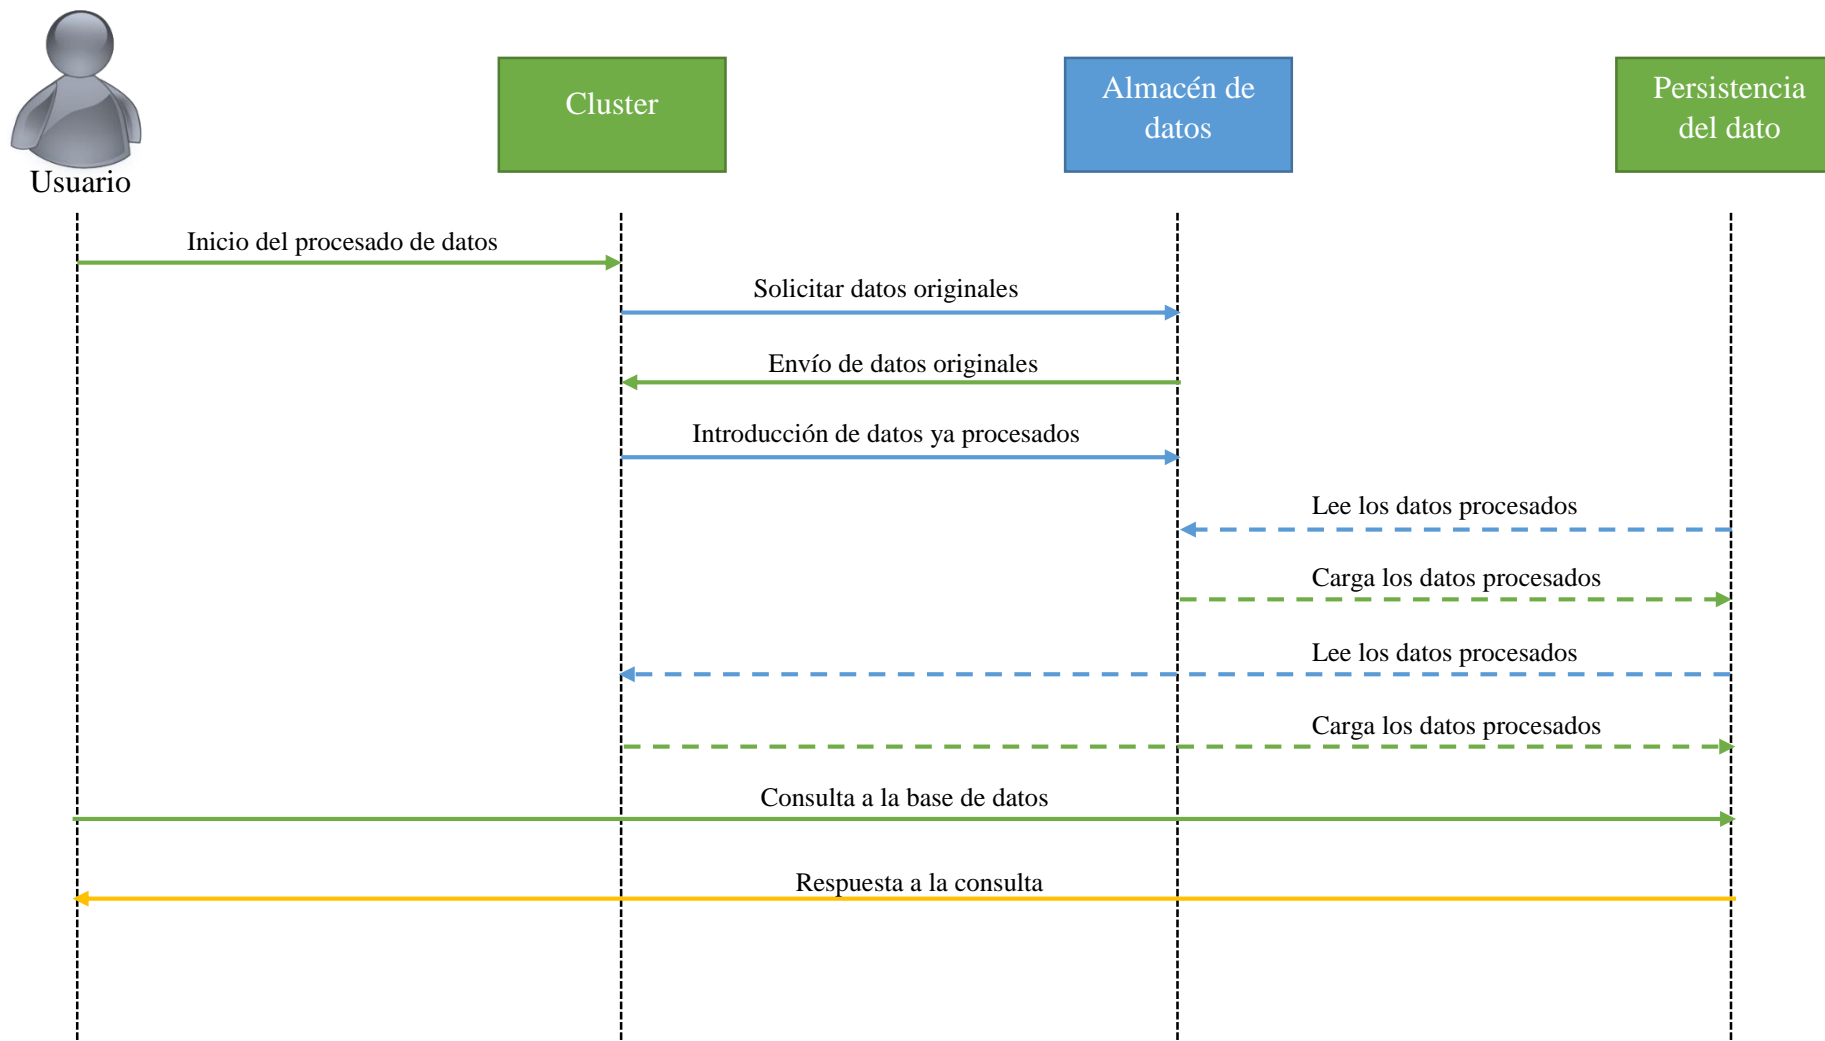 Usuario
Cluster
Almacén de
datos
Persistencia
del dato
Inicio del procesado de datos
Solicitar datos originales
Envío de datos originales
Introducción de datos ya procesados
Lee los datos procesados
Carga los datos procesados
Lee los datos procesados
Carga los datos procesados
Consulta a la base de datos
Respuesta a la consulta